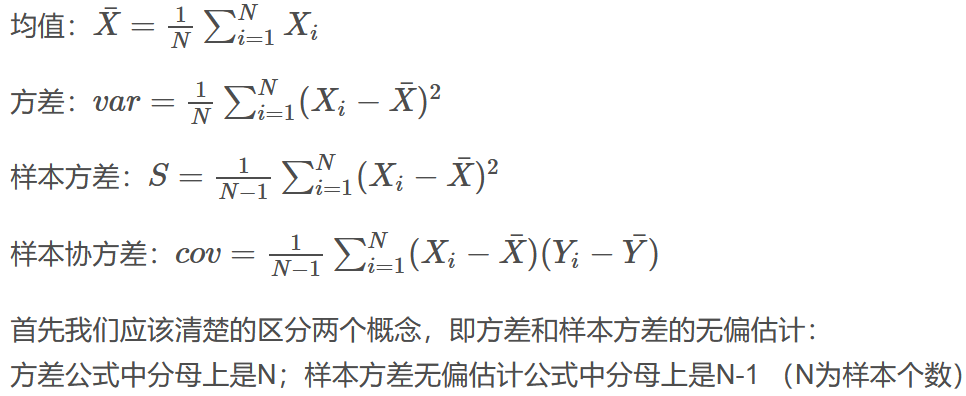 均值：$\bar{X} = \frac{1}{N} \sum_{i=1}^{N} X_i$
方差：$var = \frac{1}{N} \sum_{i=1}^{N} (X_i - \bar{X})^2$
样本方差：$S = \frac{1}{N-1} \sum_{i=1}^{N} (X_i - \bar{X})^2$
样本协方差：$cov = \frac{1}{N-1} \sum_{i=1}^{N} (X_i - \bar{X})(Y_i - \bar{Y})$
首先我们应该清楚的区分两个概念，即方差和样本方差的无偏估计：
方差公式中分母上是N；样本方差无偏估计公式中分母上是N-1 （N为样本个数）